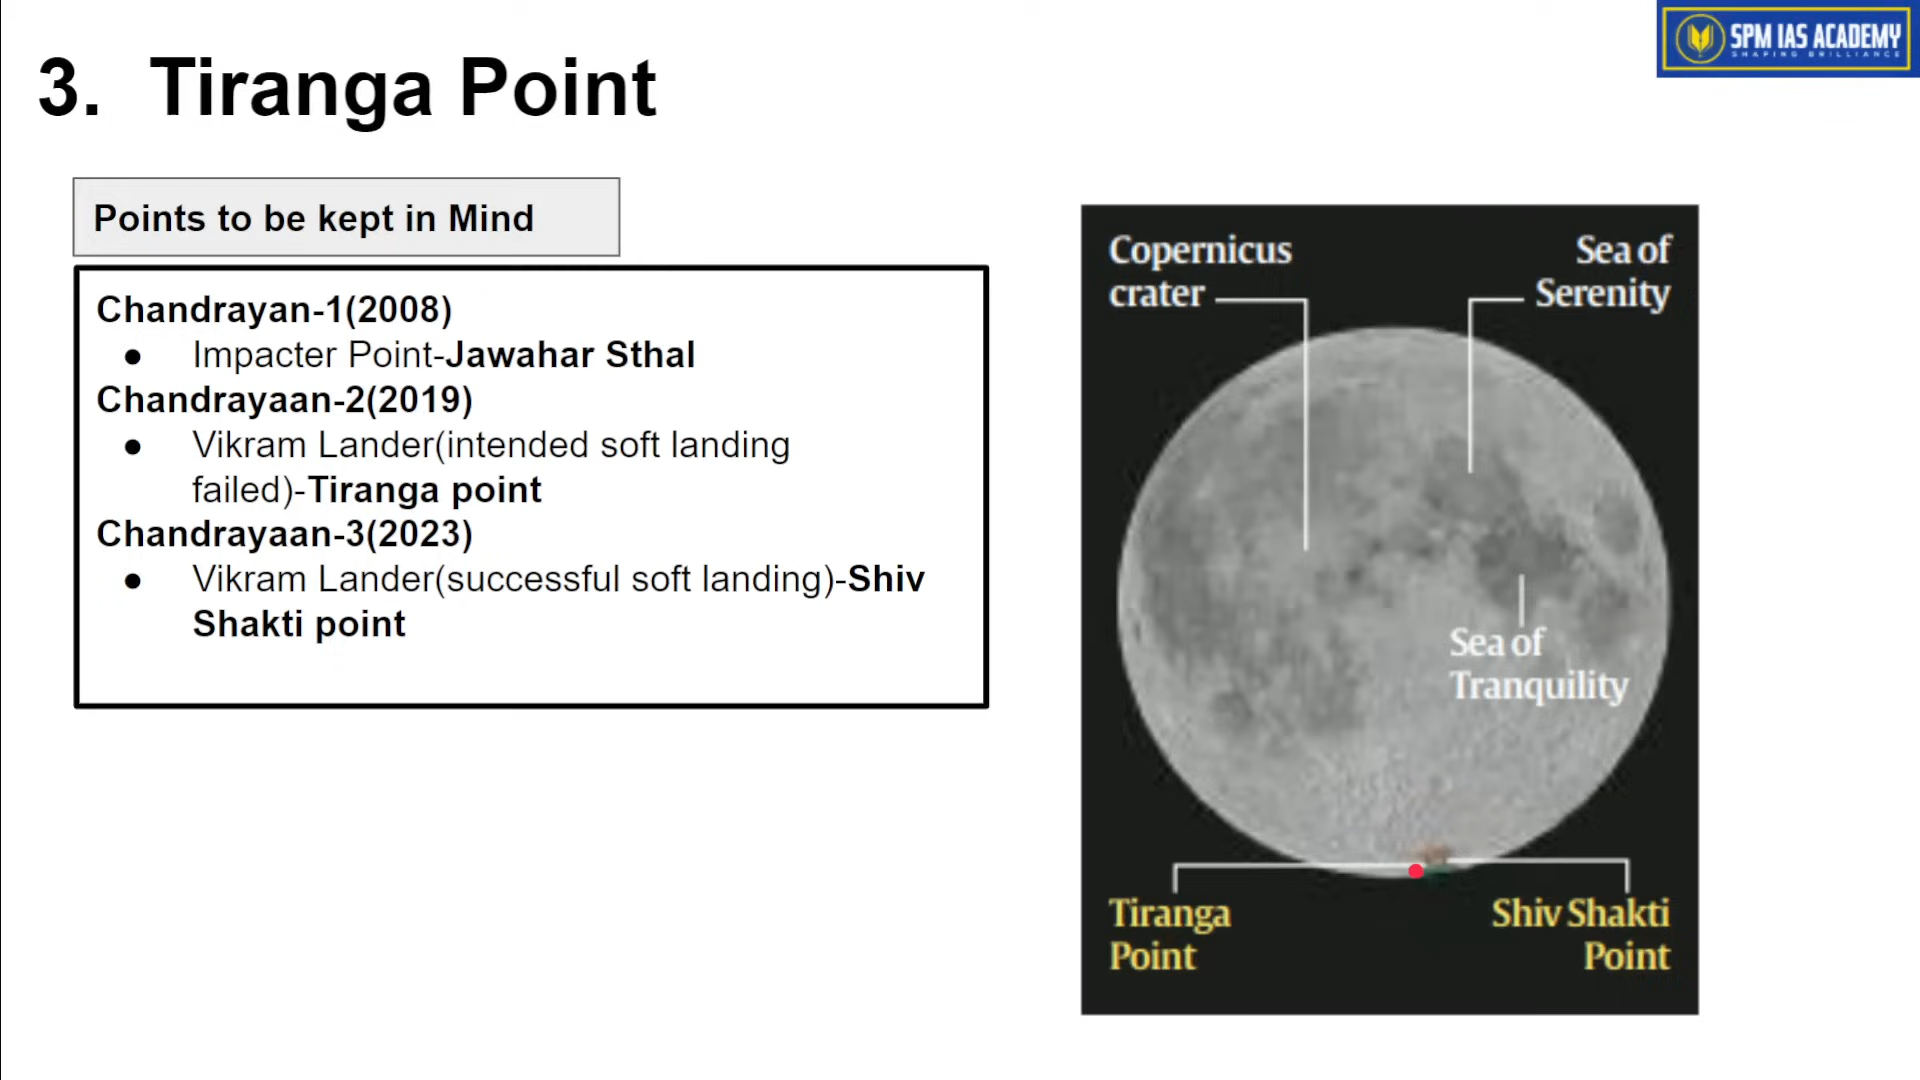 SPM IAS ACADEMY
SHAPING BRILLIANCE
3. Tiranga Point
Points to be kept in Mind
Chandrayan-1(2008)
● Impacter Point-Jawahar Sthal
Chandrayaan-2(2019)
● Vikram Lander(intended soft landing
failed)-Tiranga point
Chandrayaan-3(2023)
● Vikram Lander(successful soft landing)-Shiv
Shakti point
Copernicus
crater
Sea of
Serenity
Sea of
Tranquility
Tiranga
Point
Shiv Shakti
Point